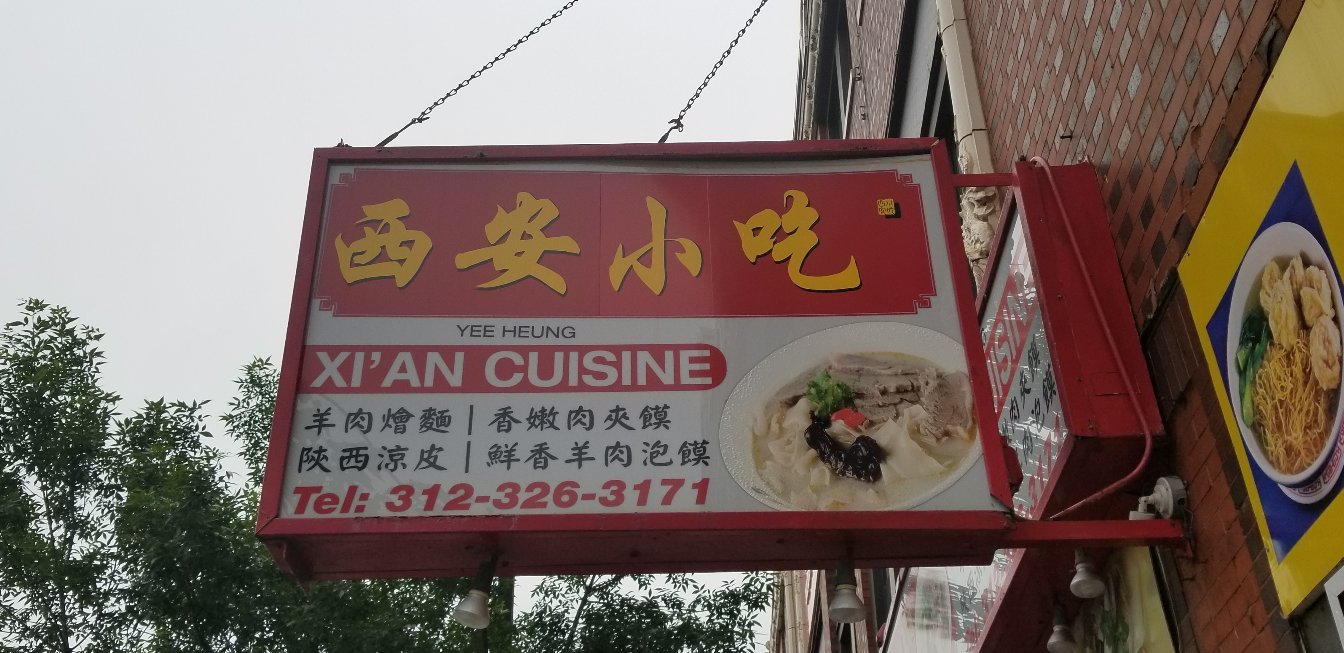 西安小吃
YEE HEUNG
XI'AN CUISINE
羊肉燴麵 | 香嫩肉夾饃
陝西涼皮 | 鮮香羊肉泡饃
Tel: 312-326-3171